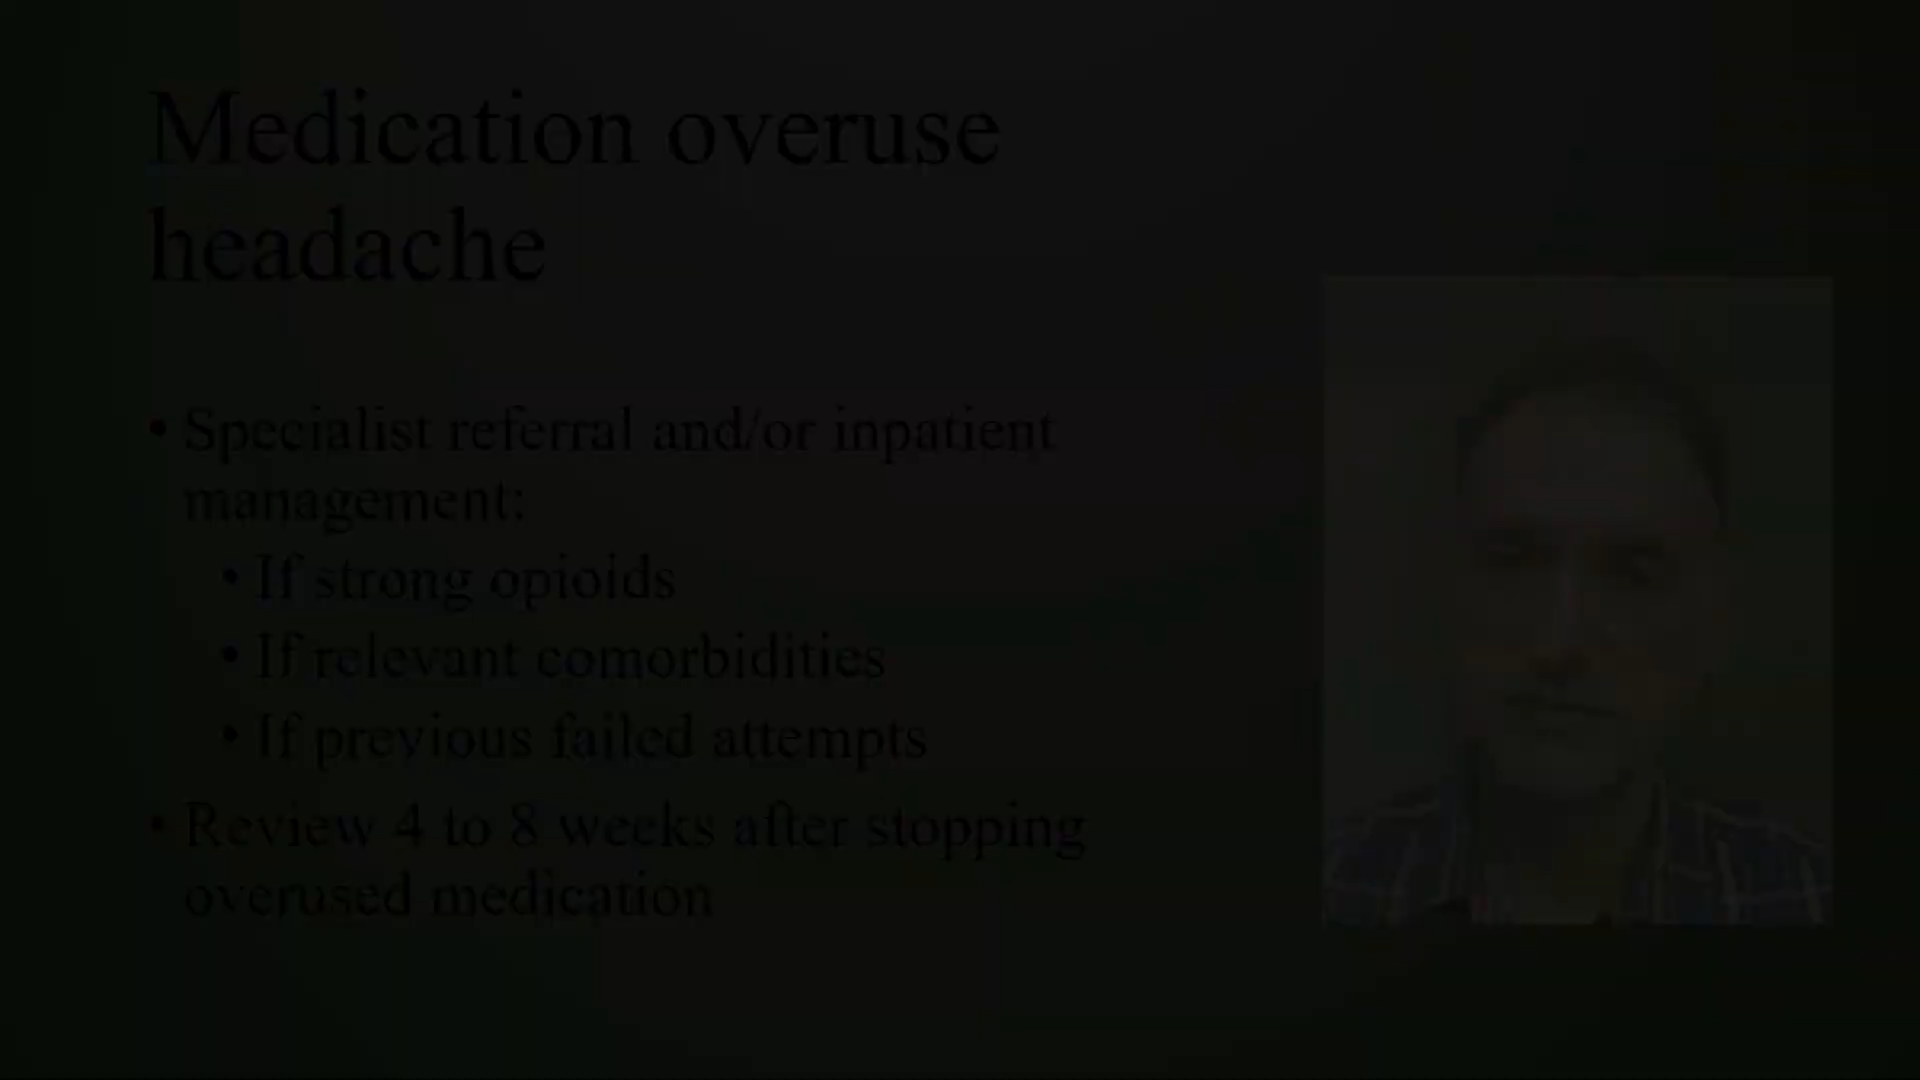 Medication overuse
headache
• Specialist referral and/or inpatient
management:
• If strong opioids
• If relevant comorbidities
• If previous failed attempts
• Review 4 to 8 weeks after stopping
overused medication